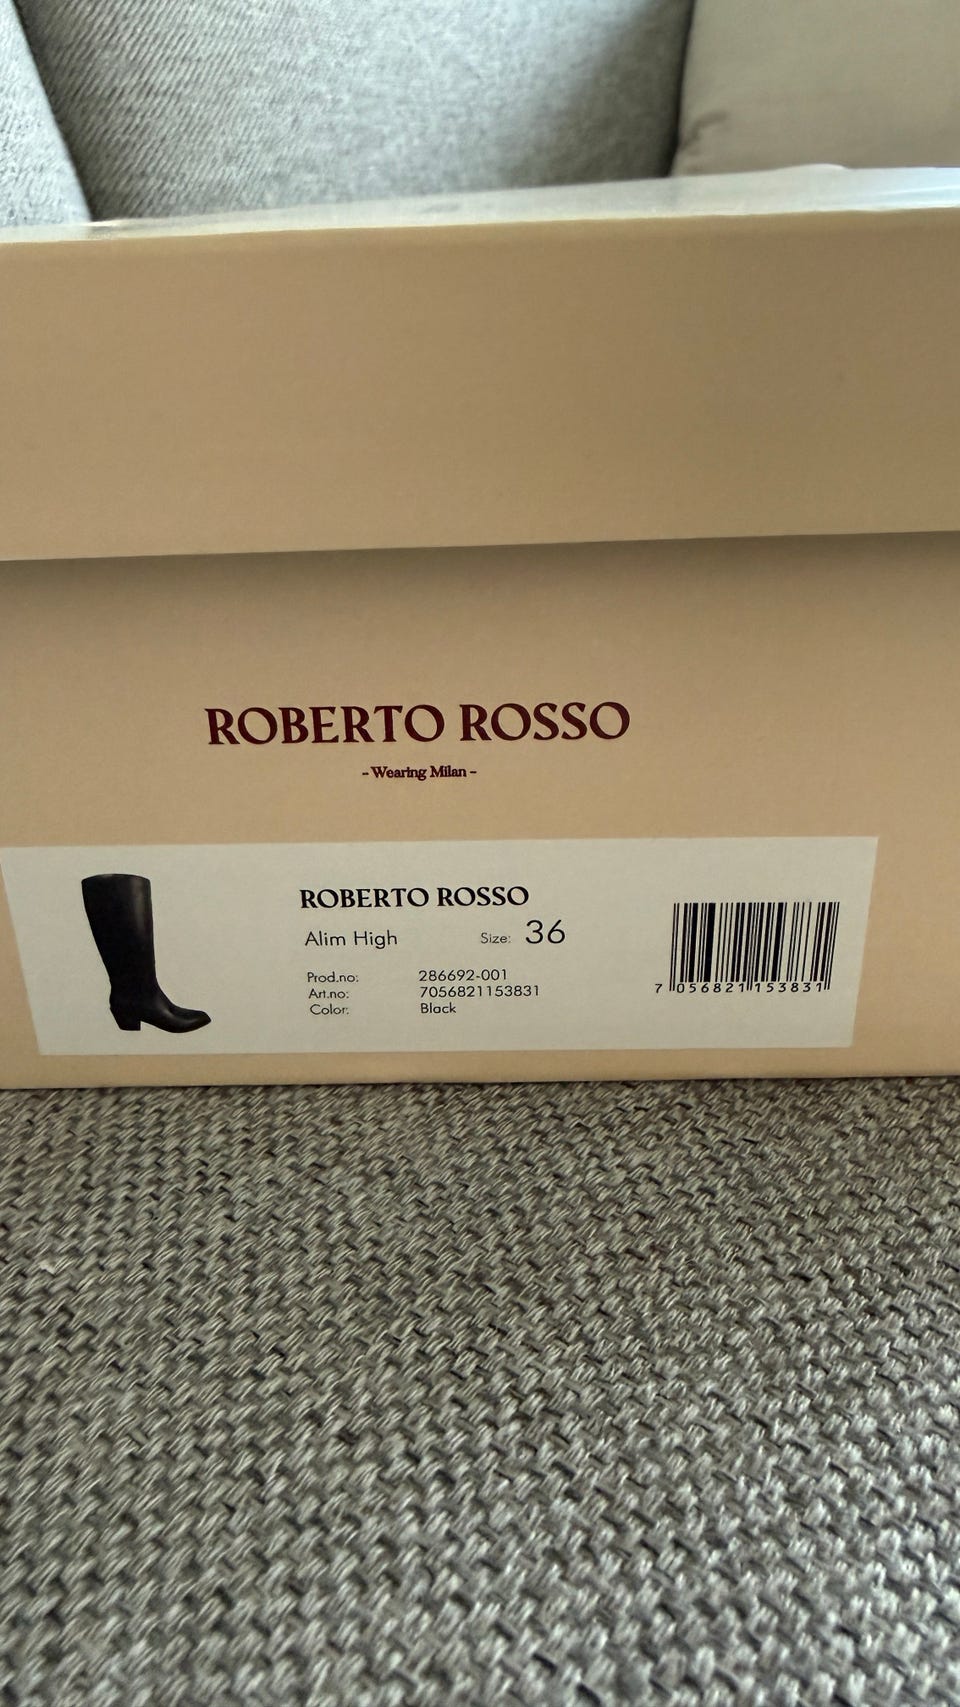 ROBERTO ROSSO
- Wearing Milan -
ROBERTO ROSSO
Alim High Size: 36
Prod.no: 286692-001
Art.no: 7056821153831
Color: Black
7 056821 153831